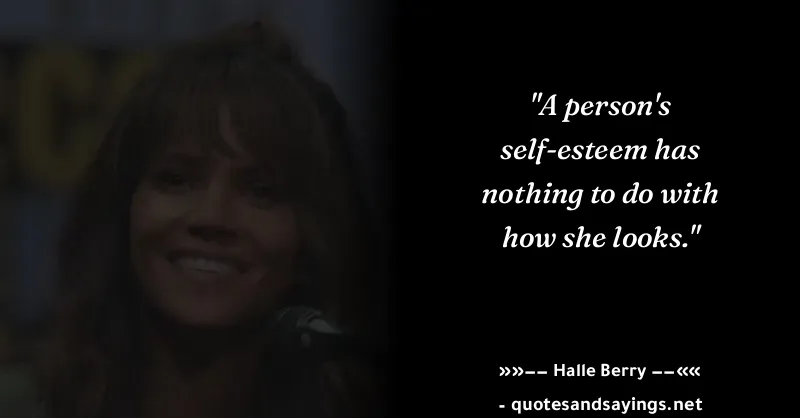 "A person's
self-esteem has
nothing to do with
how she looks."
»»–– Halle Berry ––««
- quotesandsayings.net